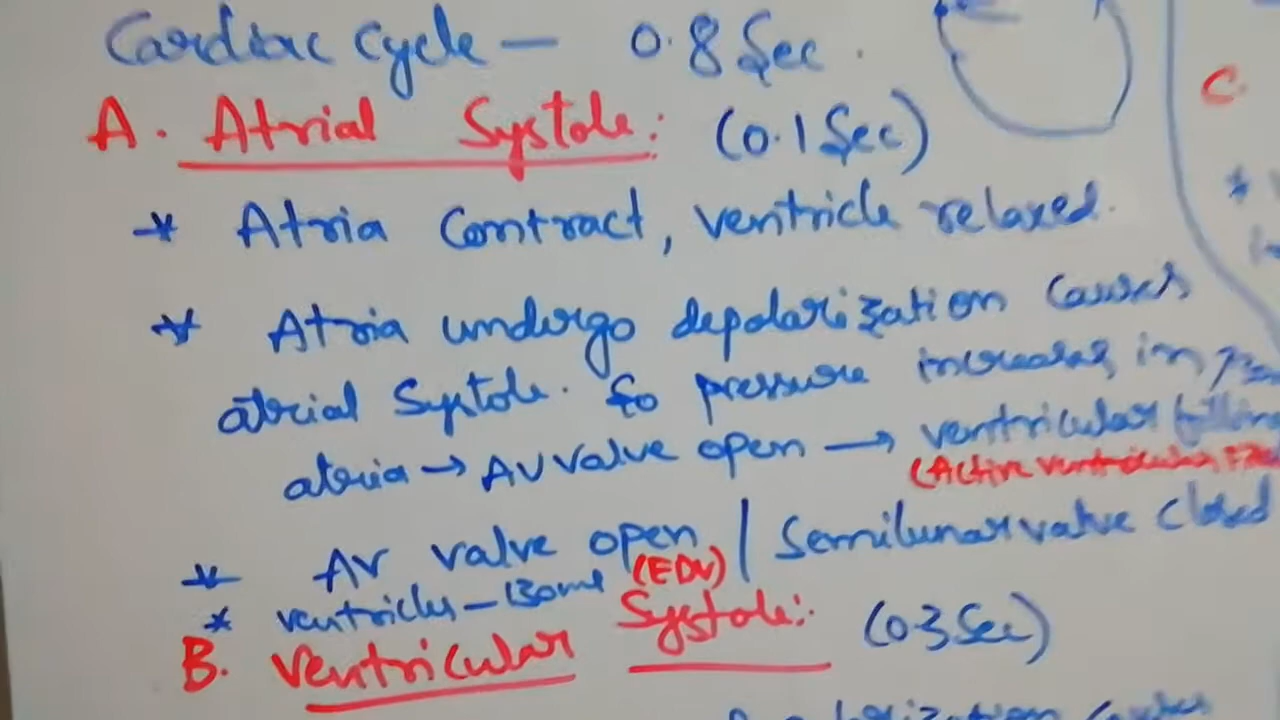 Cardiac cycle — 0.8 Sec.
A. Atrial Systole: (0.1 Sec)
* Atria Contract, ventricle relaxed.
* Atria undergo depolarization causes
atrial Systole. So pressure increases in
atria → AV valve open → ventricular filling
(Active ventricular
* AV valve open / Semilunar valve closed
* ventricles – 130ml (EDV)
B. Ventricular Systole: (0.3 Sec)
C.
*